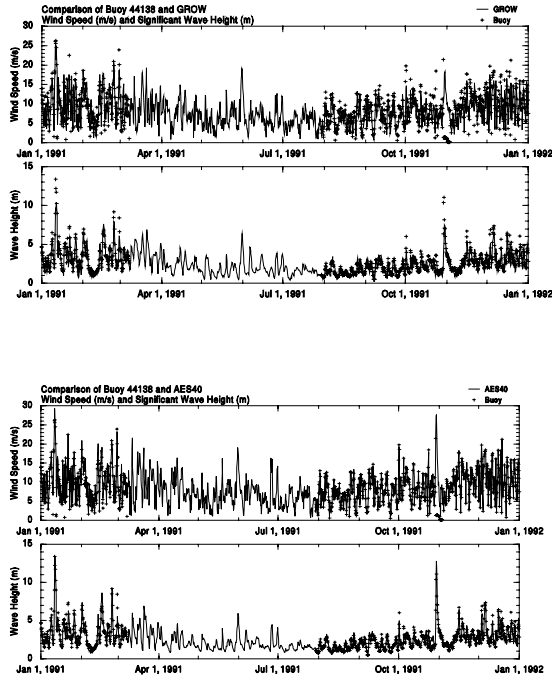 Comparison of Buoy 44138 and GROW
Wind Speed (m/s) and Significant Wave Height (m)
GROW
Buoy
Wind Speed (m/s)
30
25
20
15
10
5
0
Jan 1, 1991
Apr 1, 1991
Jul 1, 1991
Oct 1, 1991
Jan 1, 1992
Wave Height (m)
15
10
5
0
Jan 1, 1991
Apr 1, 1991
Jul 1, 1991
Oct 1, 1991
Jan 1, 1992
Comparison of Buoy 44138 and AES40
Wind Speed (m/s) and Significant Wave Height (m)
AES40
Buoy
Wind Speed (m/s)
30
25
20
15
10
5
0
Jan 1, 1991
Apr 1, 1991
Jul 1, 1991
Oct 1, 1991
Jan 1, 1992
Wave Height (m)
15
10
5
0
Jan 1, 1991
Apr 1, 1991
Jul 1, 1991
Oct 1, 1991
Jan 1, 1992